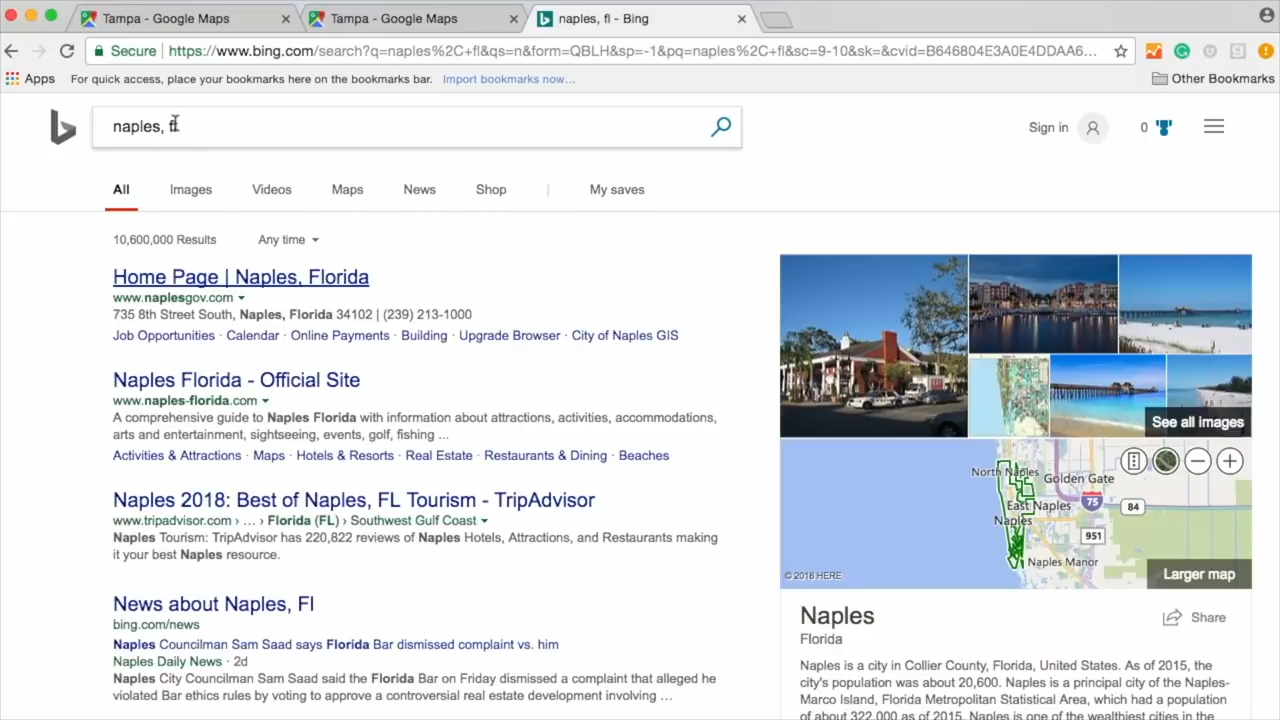 Tampa - Google Maps
Tampa - Google Maps
naples, fl - Bing
Secure
https://www.bing.com/search?q=naples%2C+fl&qs=n&form=QBLH&sp=-1&pq=naples%2C+fl&sc=9-10&sk=&cvid=B646804E3A0E4DDAA6...
Apps
For quick access, place your bookmarks here on the bookmarks bar. Import bookmarks now...
Other Bookmarks
naples, fl
Sign in
0
All Images Videos Maps News Shop | My saves
10,600,000 Results Any time
Home Page | Naples, Florida
www.naplesgov.com
735 8th Street South, Naples, Florida 34102 | (239) 213-1000
Job Opportunities · Calendar · Online Payments · Building · Upgrade Browser · City of Naples GIS
Naples Florida - Official Site
www.naples-florida.com
A comprehensive guide to Naples Florida with information about attractions, activities, accommodations,
arts and entertainment, sightseeing, events, golf, fishing ...
Activities & Attractions · Maps · Hotels & Resorts · Real Estate · Restaurants & Dining · Beaches
Naples 2018: Best of Naples, FL Tourism - TripAdvisor
www.tripadvisor.com › ... › Florida (FL) › Southwest Gulf Coast
Naples Tourism: TripAdvisor has 220,822 reviews of Naples Hotels, Attractions, and Restaurants making
it your best Naples resource.
News about Naples, Fl
bing.com/news
Naples Councilman Sam Saad says Florida Bar dismissed complaint vs. him
Naples Daily News · 2d
Naples City Councilman Sam Saad said the Florida Bar on Friday dismissed a complaint that alleged he
violated Bar ethics rules by voting to approve a controversial real estate development involving ...
See all images
North Naples
Golden Gate
East Naples
75
84
Naples
951
Naples Manor
© 2018 HERE
Larger map
Naples
Share
Florida
Naples is a city in Collier County, Florida, United States. As of 2015, the
city's population was about 20,600. Naples is a principal city of the Naples-
Marco Island, Florida Metropolitan Statistical Area, which had a population
of about 322,000 as of 2015. Naples is one of the wealthiest cities in the